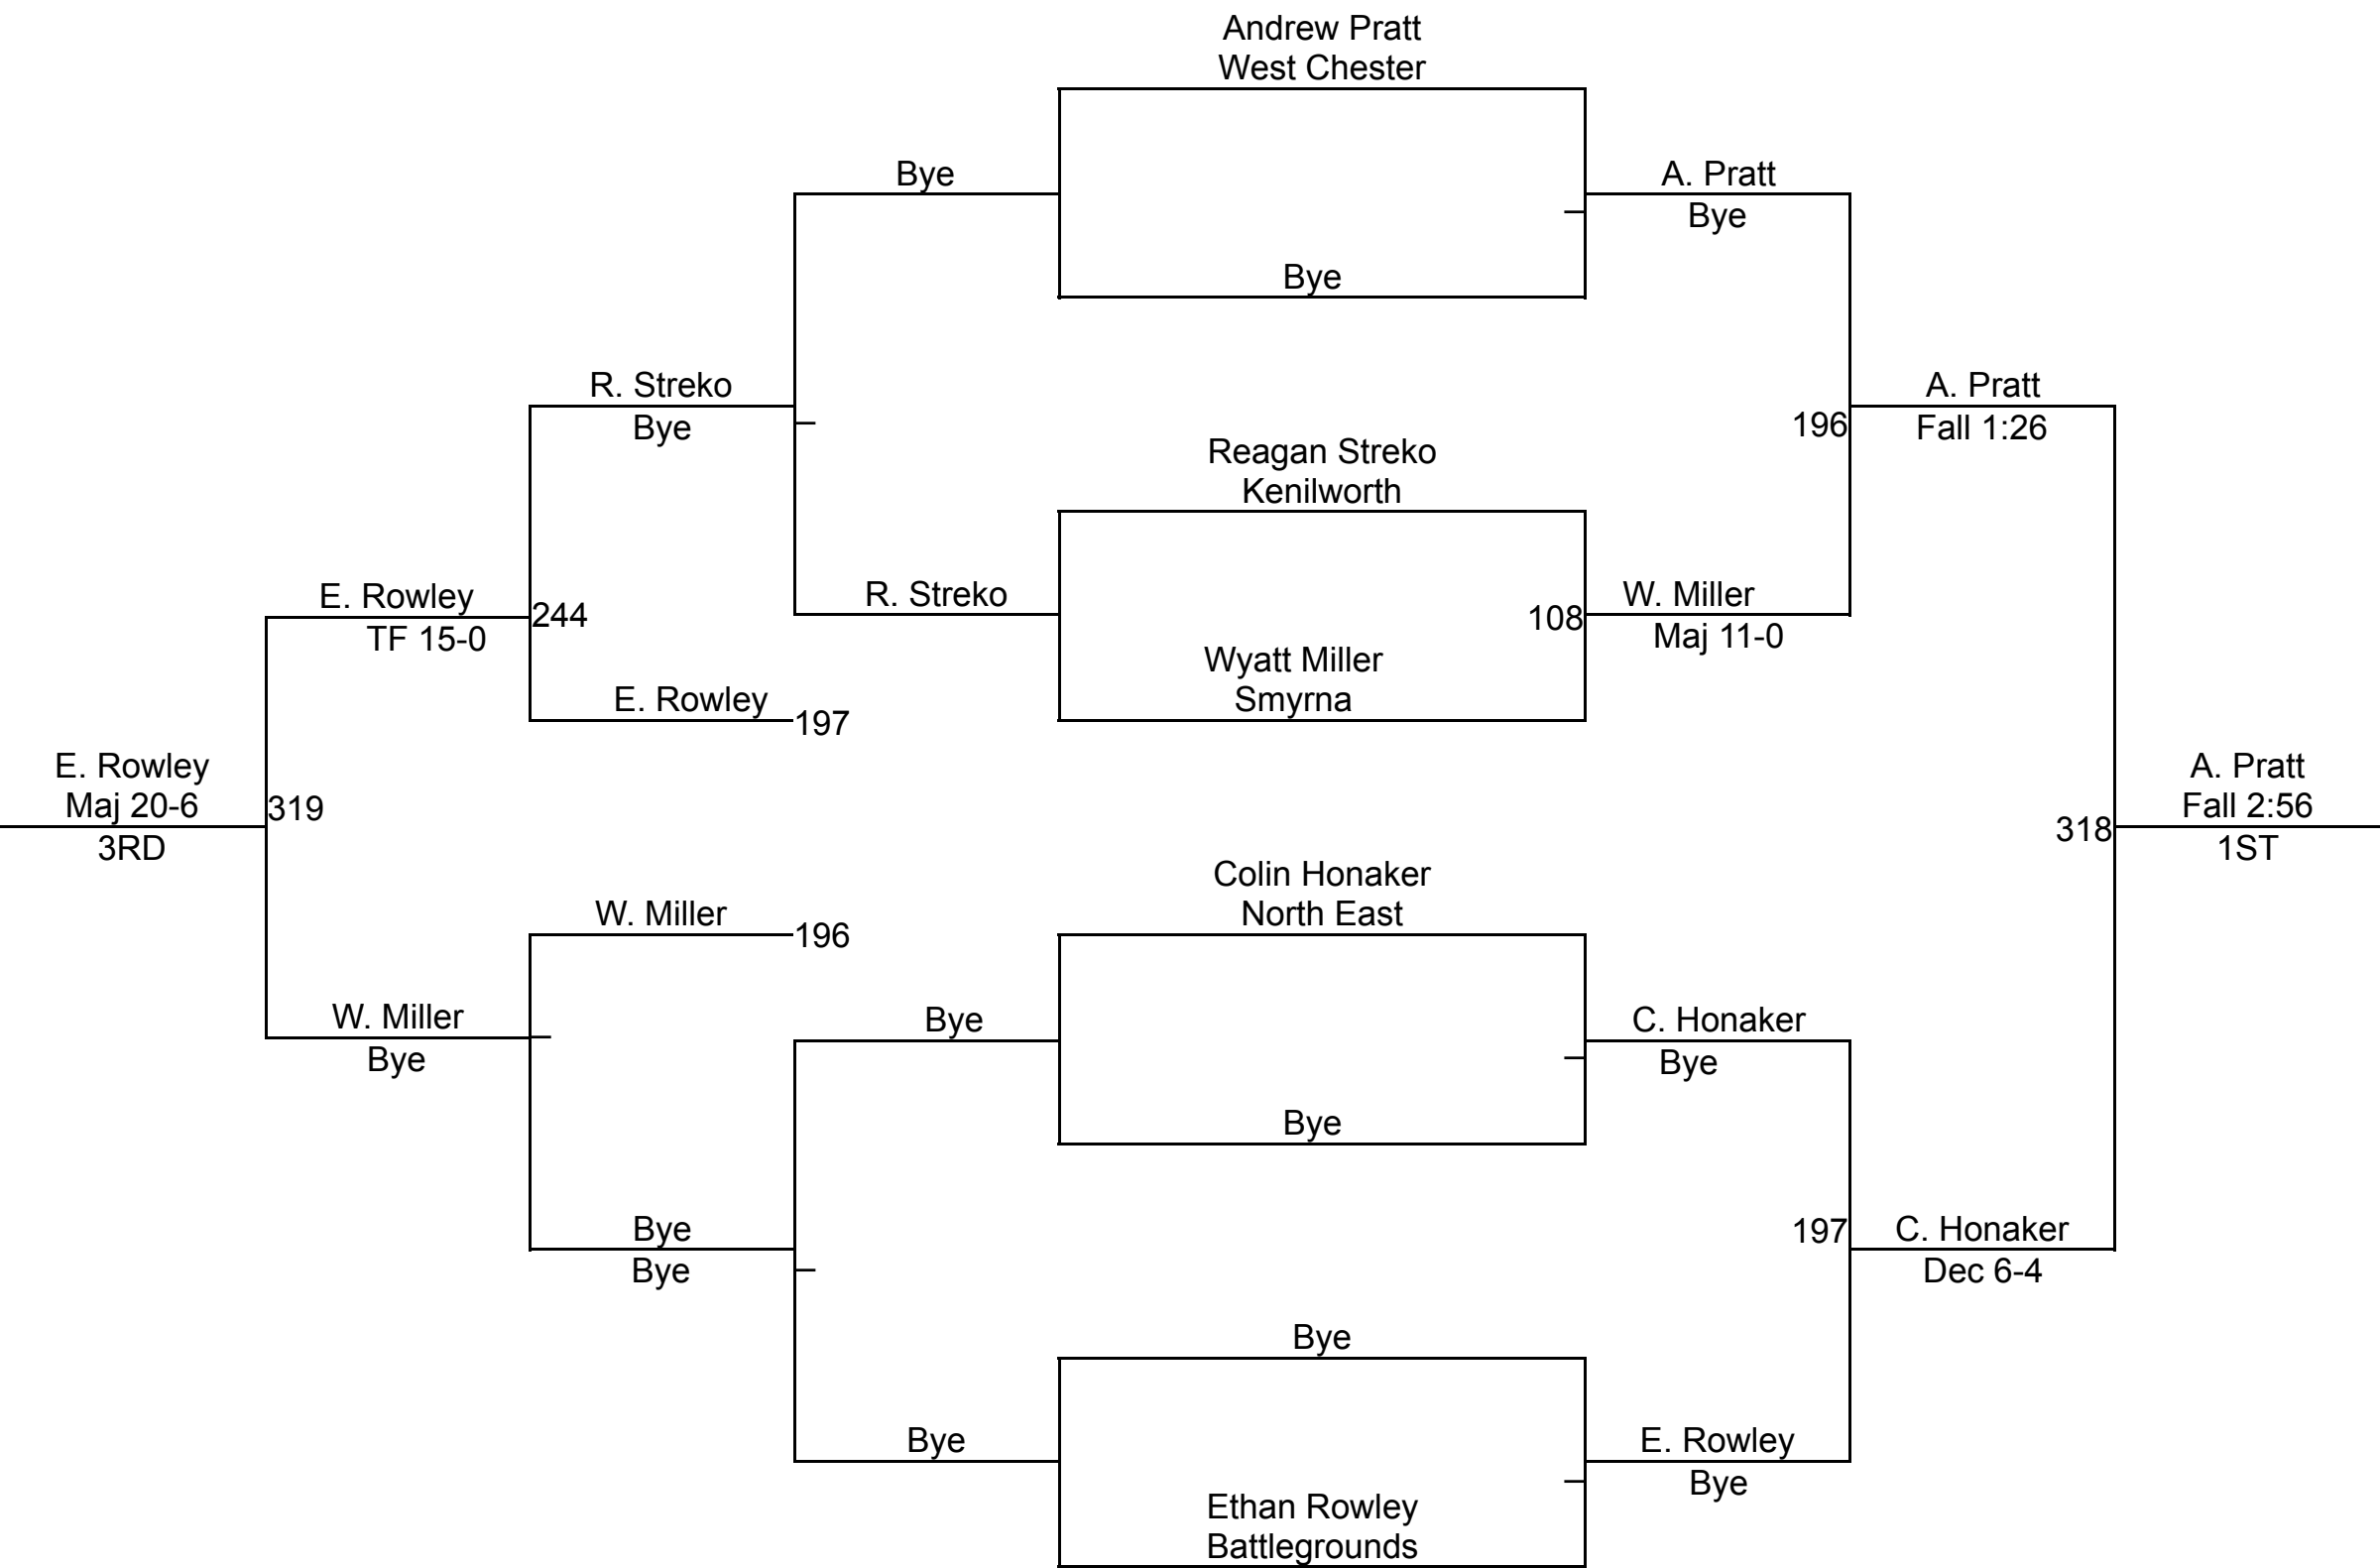 Andrew Pratt
West Chester
Bye
A. Pratt
Bye
Bye
R. Streko
Bye
A. Pratt
196
Fall 1:26
Reagan Streko
Kenilworth
E. Rowley
244
TF 15-0
R. Streko
108
W. Miller
Maj 11-0
Wyatt Miller
Smyrna
E. Rowley
197
E. Rowley
Maj 20-6
319
3RD
A. Pratt
Fall 2:56
318
1ST
Colin Honaker
North East
W. Miller
196
W. Miller
Bye
Bye
C. Honaker
Bye
Bye
Bye
Bye
197
C. Honaker
Dec 6-4
Bye
Bye
E. Rowley
Bye
Ethan Rowley
Battlegrounds